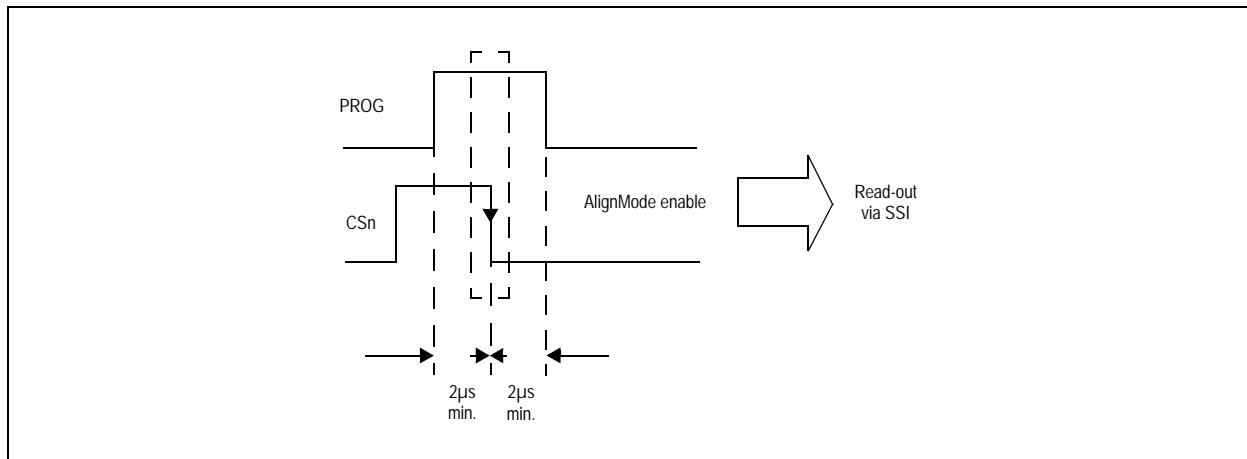 PROG
CSn
AlignMode enable
Read-out
via SSI
2µs
min.
2µs
min.